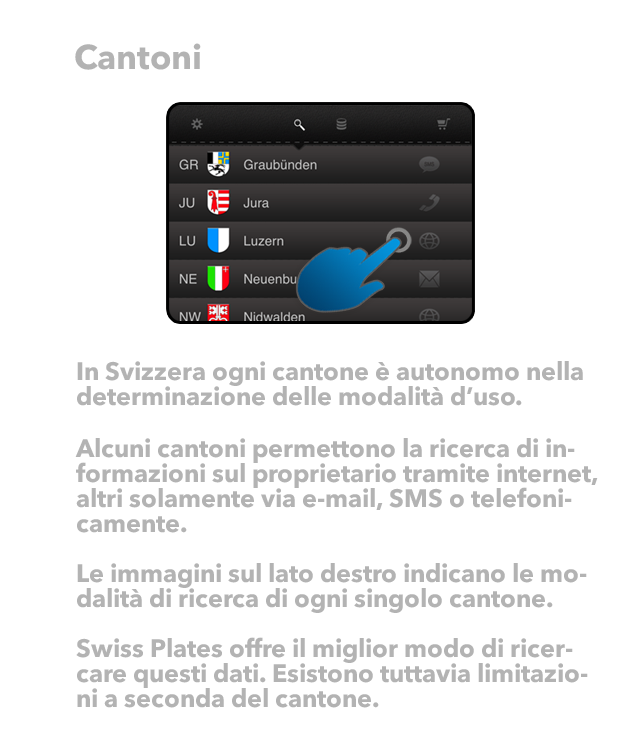 Cantoni
GR Graubünden
JU Jura
LU Luzern
NE Neuenbu
NW Nidwalden
In Svizzera ogni cantone è autonomo nella
determinazione delle modalità d'uso.
Alcuni cantoni permettono la ricerca di in-
formazioni sul proprietario tramite internet,
altri solamente via e-mail, SMS o telefoni-
camente.
Le immagini sul lato destro indicano le mo-
dalità di ricerca di ogni singolo cantone.
Swiss Plates offre il miglior modo di ricer-
care questi dati. Esistono tuttavia limitazio-
ni a seconda del cantone.